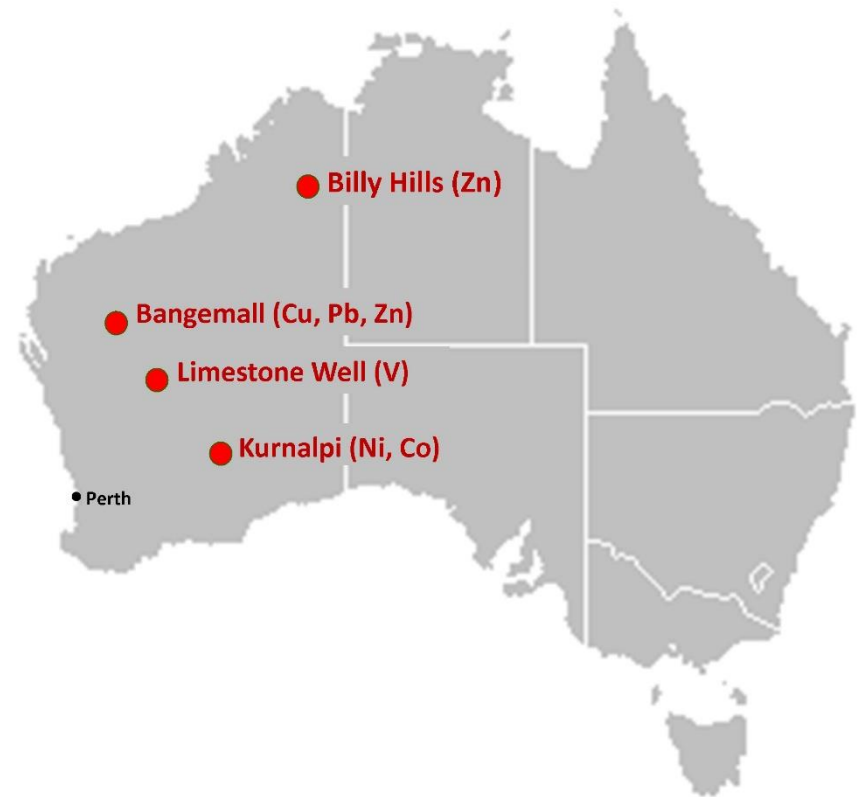 Billy Hills (Zn)
Bangemall (Cu, Pb, Zn)
Limestone Well (V)
Kurnalpi (Ni, Co)
Perth